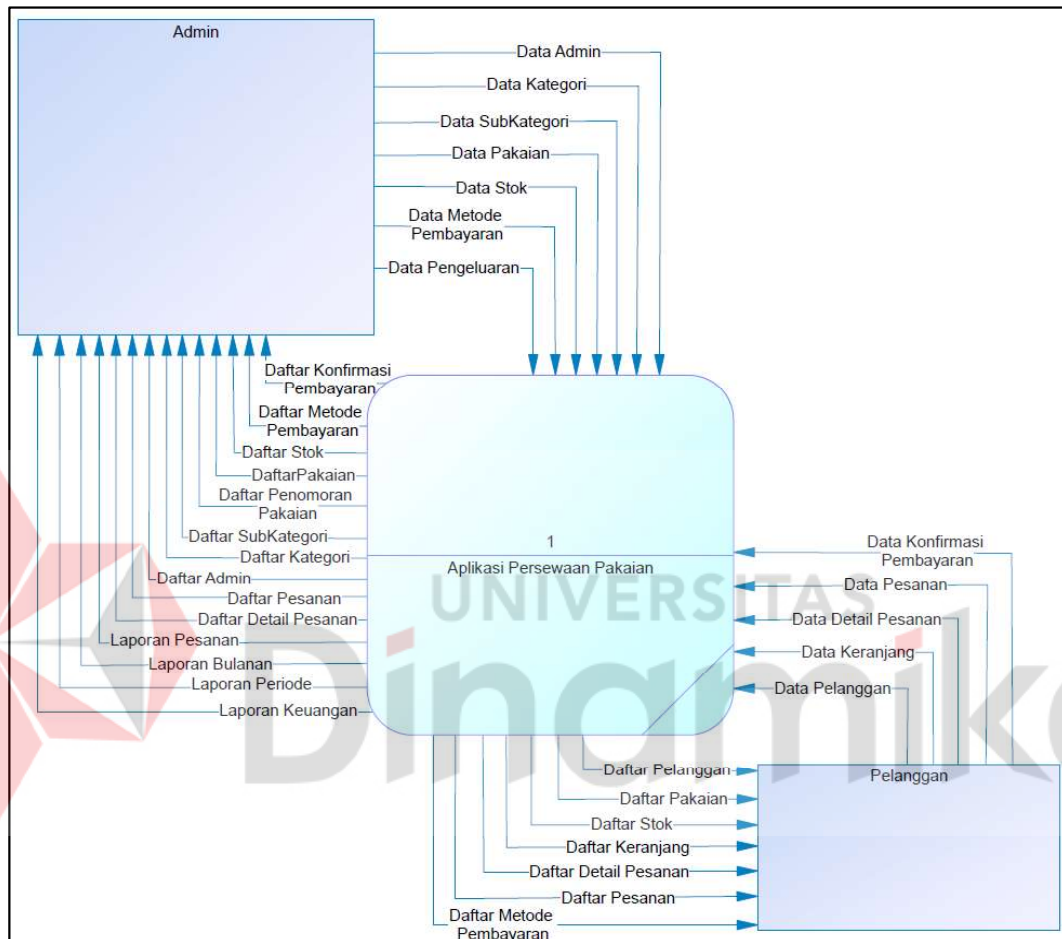 Admin
Data Admin
Data Kategori
Data SubKategori
Data Pakaian
Data Stok
Data Metode
Pembayaran
Data Pengeluaran
Daftar Konfirmasi
Pembayaran
Daftar Metode
Pembayaran
Daftar Stok
DaftarPakaian
Daftar Penomoran
Pakaian
Daftar SubKategori
Daftar Kategori
Daftar Admin
Daftar Pesanan
Daftar Detail Pesanan
Laporan Pesanan
Laporan Bulanan
Laporan Periode
Laporan Keuangan
1
Aplikasi Persewaan Pakaian
Data Konfirmasi
Pembayaran
Data Pesanan
Data Detail Pesanan
Data Keranjang
Data Pelanggan
UNIVERSITAS
Dinamika
Daftar Pelanggan
Daftar Pakaian
Daftar Stok
Daftar Keranjang
Daftar Detail Pesanan
Daftar Pesanan
Daftar Metode
Pembayaran
Pelanggan